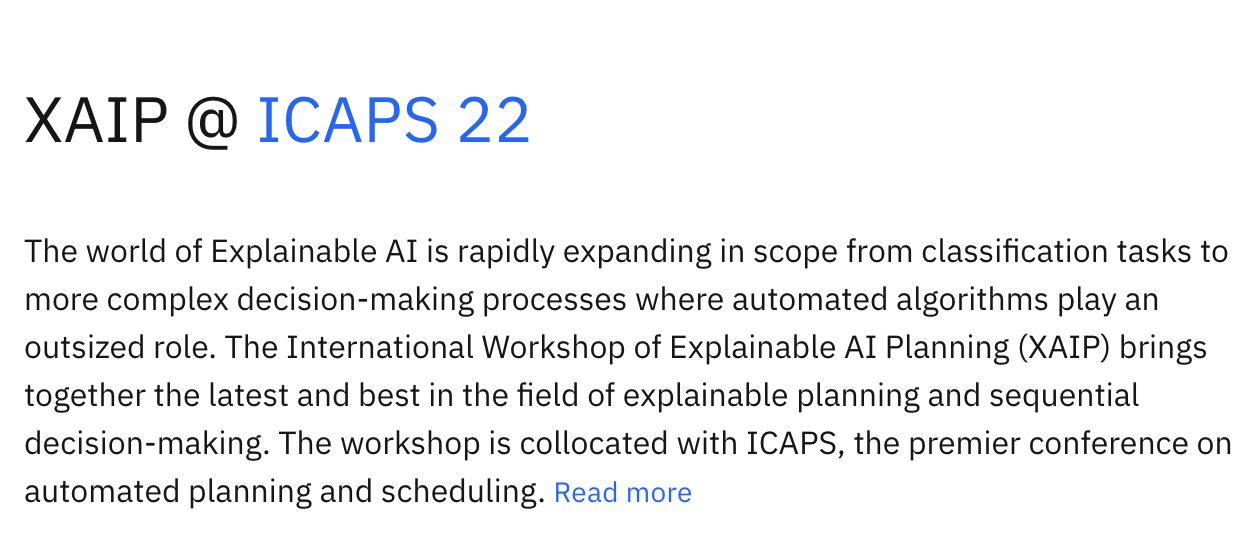 XAIP @ ICAPS 22
The world of Explainable AI is rapidly expanding in scope from classification tasks to
more complex decision-making processes where automated algorithms play an
outsized role. The International Workshop of Explainable AI Planning (XAIP) brings
together the latest and best in the field of explainable planning and sequential
decision-making. The workshop is collocated with ICAPS, the premier conference on
automated planning and scheduling. Read more